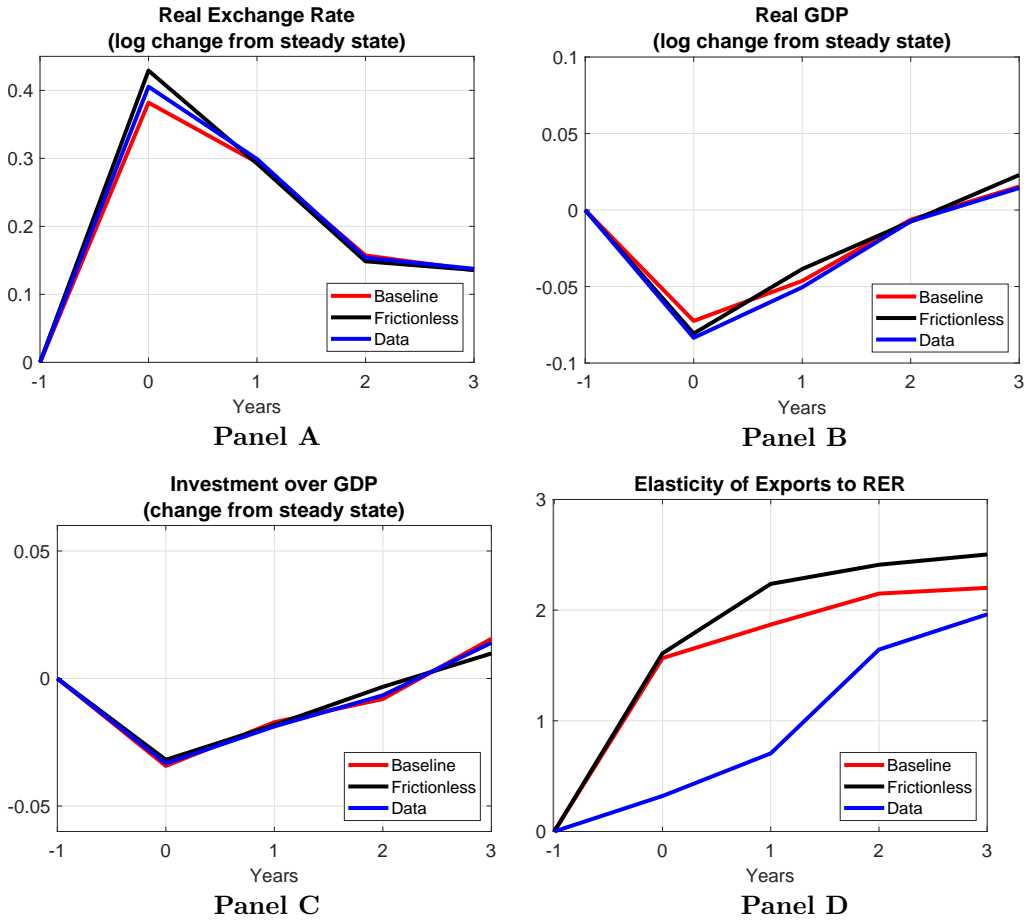 Real Exchange Rate
(log change from steady state)
0.4
0.3
0.2
0.1
0
-1
0
1
2
3
Years
Baseline
Frictionless
Data
Panel A
Real GDP
(log change from steady state)
0.1
0.05
0
-0.05
-0.1
-1
0
1
2
3
Years
Baseline
Frictionless
Data
Panel B
Investment over GDP
(change from steady state)
0.05
0
-0.05
-1
0
1
2
3
Years
Baseline
Frictionless
Data
Panel C
Elasticity of Exports to RER
3
2
1
0
-1
0
1
2
3
Years
Baseline
Frictionless
Data
Panel D